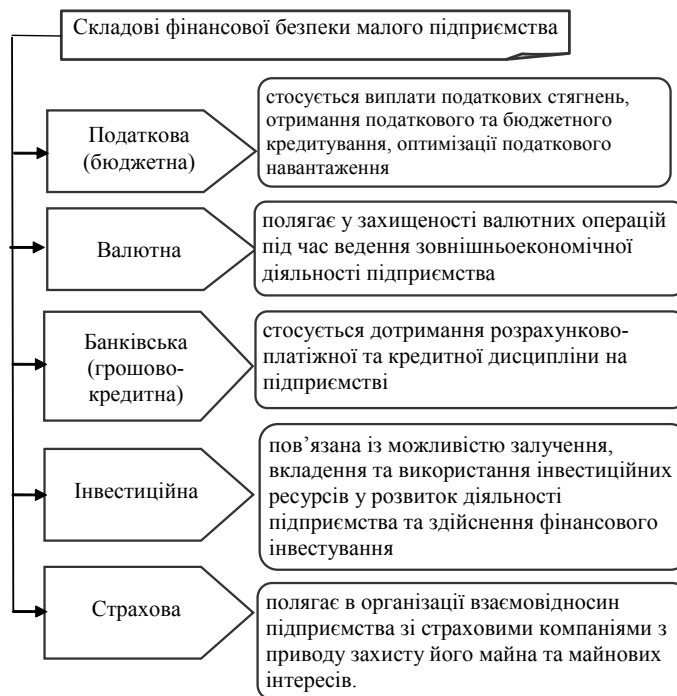 Складові фінансової безпеки малого підприємства
Податкова
(бюджетна)
стосується виплати податкових стягнень,
отримання податкового та бюджетного
кредитування, оптимізації податкового
навантаження
Валютна
полягає у захищеності валютних операцій
під час ведення зовнішньоекономічної
діяльності підприємства
Банківська
(грошово-
кредитна)
стосується дотримання розрахунково-
платіжної та кредитної дисципліни на
підприємстві
Інвестиційна
пов’язана із можливістю залучення,
вкладення та використання інвестиційних
ресурсів у розвиток діяльності
підприємства та здійснення фінансового
інвестування
Страхова
полягає в організації взаємовідносин
підприємства зі страховими компаніями з
приводу захисту його майна та майнових
інтересів.